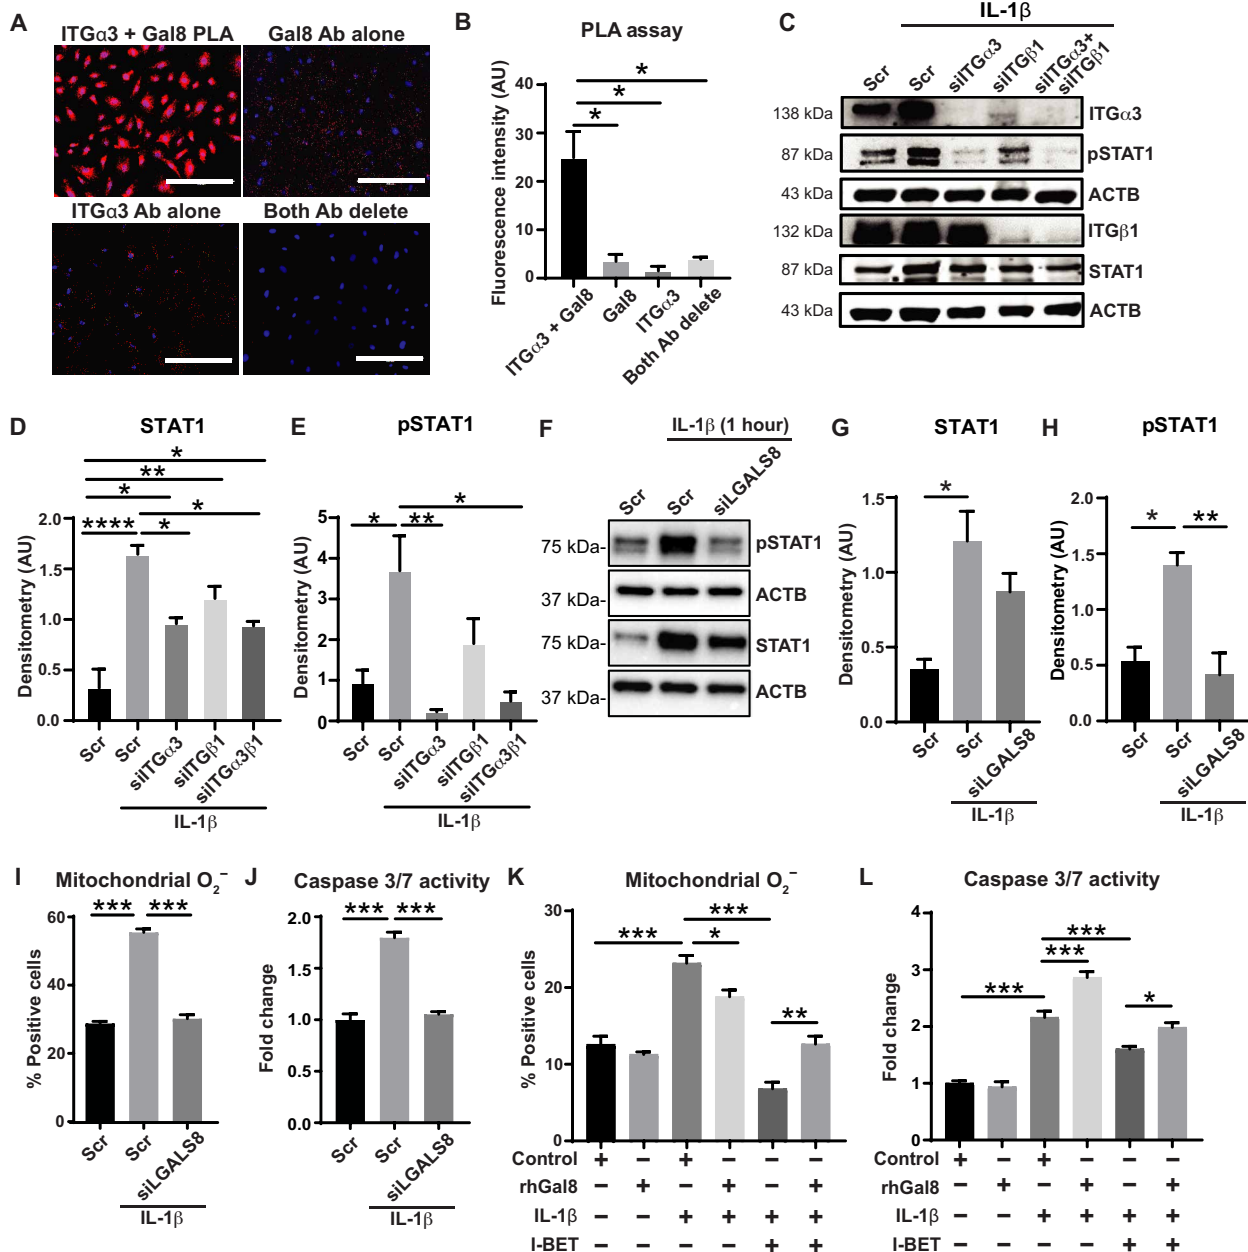 A
ITGα3 + Gal8 PLA
Gal8 Ab alone
ITGα3 Ab alone
Both Ab delete
B
PLA assay
Fluorescence intensity (AU)
40
30
20
10
0
*
*
*
ITGα3 + Gal8
Gal8
ITGα3
Both Ab delete
C
IL-1β
Scr
Scr
siITGα3
siITGβ1
siITGα3+
siITGβ1
138 kDa
ITGα3
87 kDa
pSTAT1
43 kDa
ACTB
132 kDa
ITGβ1
87 kDa
STAT1
43 kDa
ACTB
D
STAT1
*
**
*
*
****
*
Densitometry (AU)
2.0
1.5
1.0
0.5
0.0
Scr
Scr
siITGα3
siITGβ1
siITGα3β1
IL-1β
E
pSTAT1
*
*
**
Densitometry (AU)
5
4
3
2
1
0
Scr
Scr
siITGα3
siITGβ1
siITGα3β1
IL-1β
F
IL-1β (1 hour)
Scr
Scr
siLGALS8
75 kDa-
pSTAT1
37 kDa-
ACTB
75 kDa-
STAT1
37 kDa-
ACTB
G
STAT1
*
Densitometry (AU)
1.5
1.0
0.5
0.0
Scr
Scr
siLGALS8
IL-1β
H
pSTAT1
*
**
Densitometry (AU)
2.0
1.5
1.0
0.5
0.0
Scr
Scr
siLGALS8
IL-1β
I
Mitochondrial O₂⁻
***
***
% Positive cells
60
40
20
0
Scr
Scr
siLGALS8
IL-1β
J
Caspase 3/7 activity
***
***
Fold change
2.0
1.5
1.0
0.5
0.0
Scr
Scr
siLGALS8
IL-1β
K
Mitochondrial O₂⁻
***
***
*
**
% Positive cells
30
20
10
0
Control + − + − − −
rhGal8 − + − + − +
IL-1β − − + + + +
I-BET − − − − + +
L
Caspase 3/7 activity
***
***
***
*
Fold change
4
3
2
1
0
Control + − + − − −
rhGal8 − + − + − +
IL-1β − − + + + +
I-BET − − − − + +